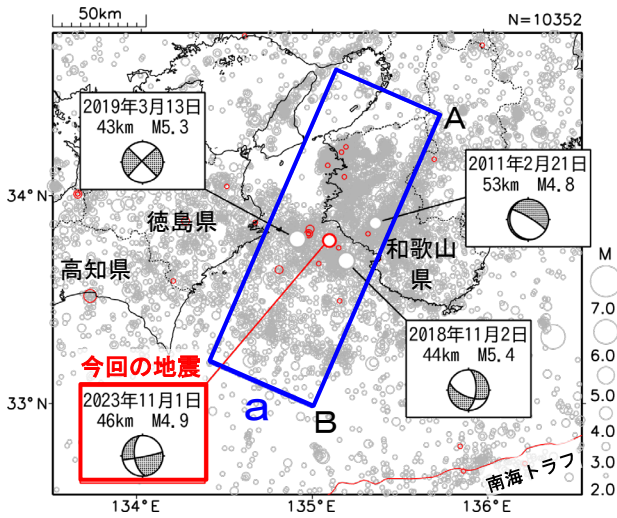 50km
N=10352
2019年3月13日
43km M5.3
A
2011年2月21日
53km M4.8
34°N
徳島県
和歌山
県
高知県
M
7.0
6.0
5.0
4.0
3.0
2.0
2018年11月2日
44km M5.4
今回の地震
2023年11月1日
46km M4.9
33°N
a
B
南海トラフ
134°E
135°E
136°E